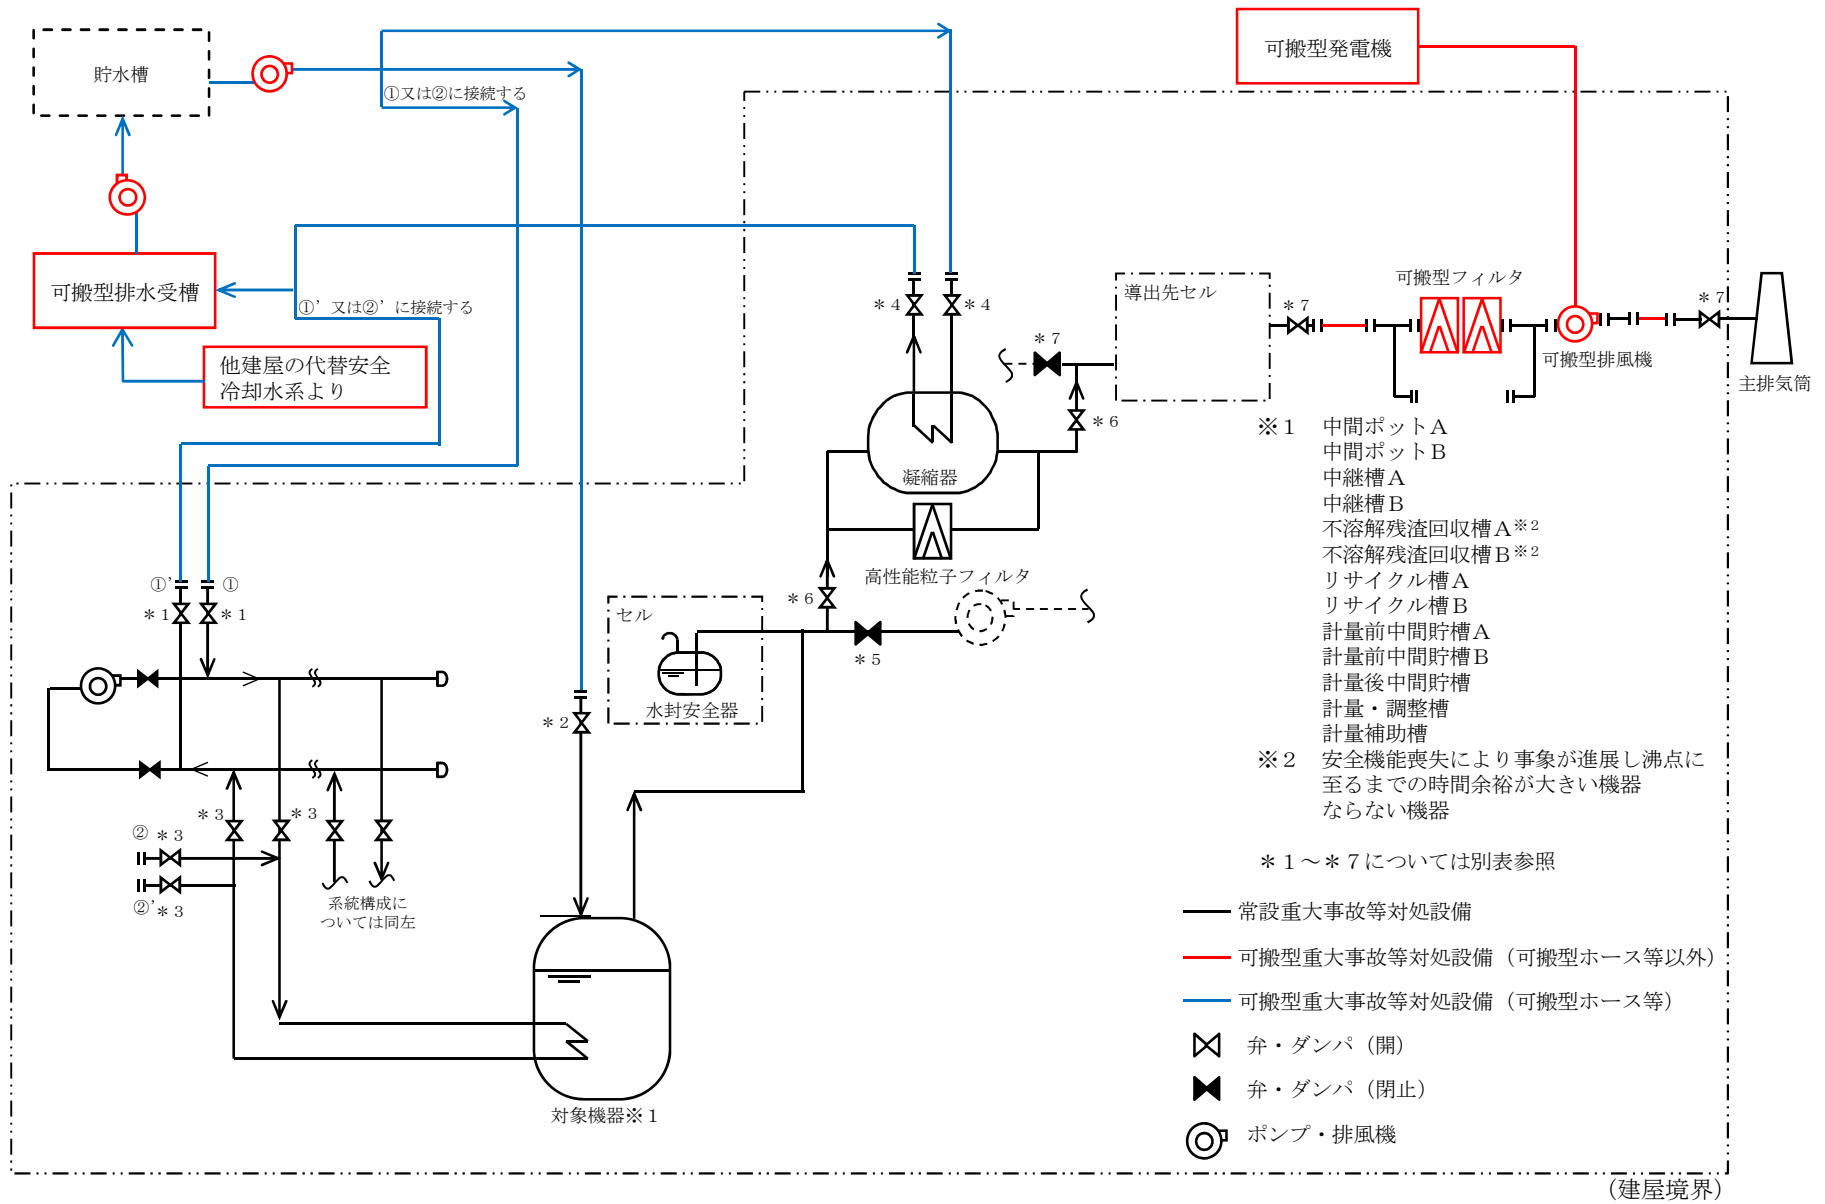 貯水槽
①又は②に接続する
可搬型発電機
可搬型排水受槽
①’又は②’に接続する
他建屋の代替安全
冷却水系より
＊4
＊4
導出先セル
＊7
＊7
可搬型フィルタ
可搬型排風機
＊7
主排気筒
＊6
凝縮器
高性能粒子フィルタ
＊6
＊5
セル
水封安全器
①’
①
＊1
＊1
＊2
＊3
＊3
②
＊3
②’
＊3
系統構成に
ついては同左
対象機器※1
※1　中間ポットA
中間ポットB
中継槽A
中継槽B
不溶解残渣回収槽A※2
不溶解残渣回収槽B※2
リサイクル槽A
リサイクル槽B
計量前中間貯槽A
計量前中間貯槽B
計量後中間貯槽
計量・調整槽
計量補助槽
※2　安全機能喪失により事象が進展し沸点に
至るまでの時間余裕が大きい機器
ならない機器
＊1～＊7については別表参照
常設重大事故等対処設備
可搬型重大事故等対処設備（可搬型ホース等以外）
可搬型重大事故等対処設備（可搬型ホース等）
弁・ダンパ（開）
弁・ダンパ（閉止）
ポンプ・排風機
（建屋境界）